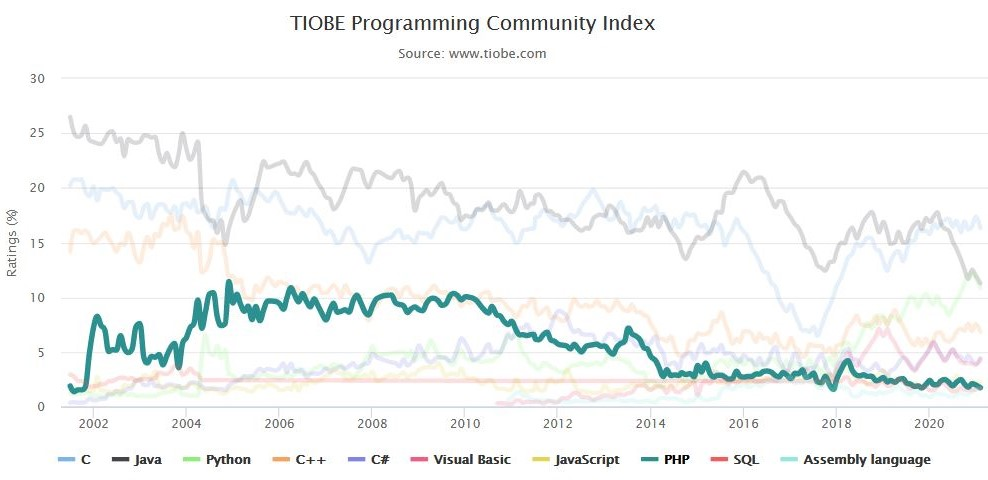 TIOBE Programming Community Index
Source: www.tiobe.com
Ratings (%)
30
25
20
15
10
5
0
2002 2004 2006 2008 2010 2012 2014 2016 2018 2020
C Java Python C++ C# Visual Basic JavaScript PHP SQL Assembly language